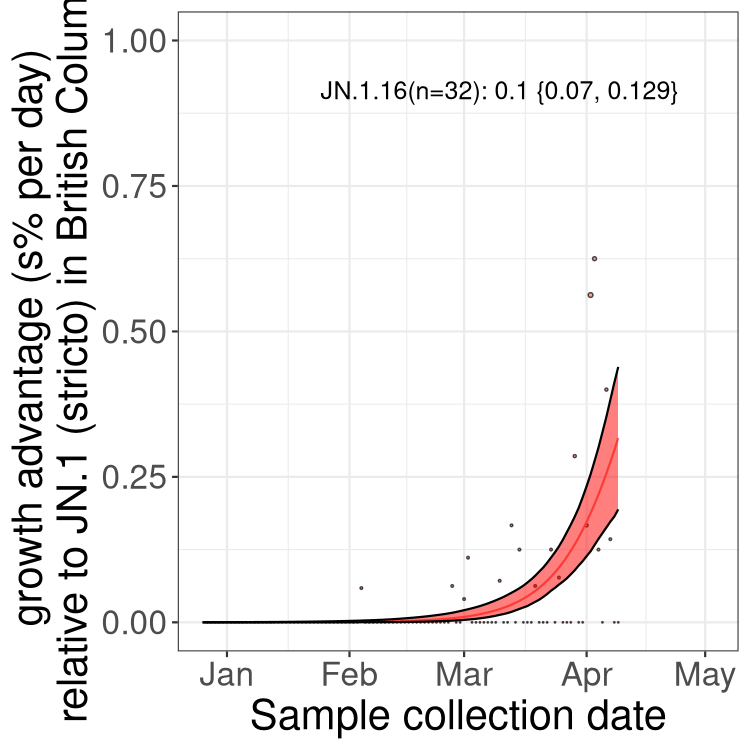 growth advantage (s% per day)
relative to JN.1 (stricto) in British Colum
1.00
0.75
0.50
0.25
0.00
JN.1.16(n=32): 0.1 {0.07, 0.129}
Jan Feb Mar Apr May
Sample collection date